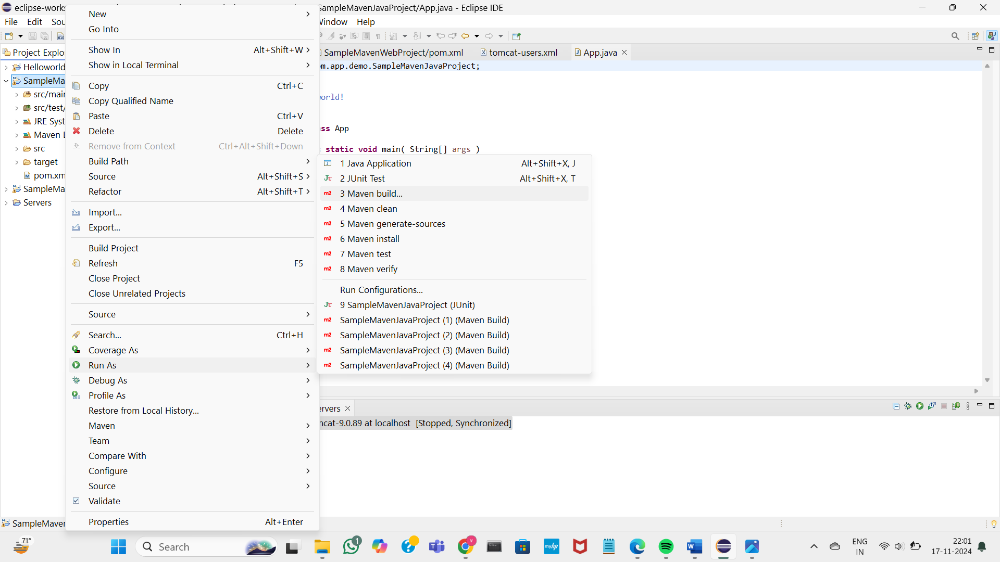 eclipse-works
SampleMavenJavaProject/App.java - Eclipse IDE
File Edit Sou
Window Help
Project Explo
Helloworld
SampleMa
src/main
src/test/
JRE Syst
Maven D
src
target
pom.xm
SampleMa
Servers
New
Go Into
Show In Alt+Shift+W
Show in Local Terminal
Copy Ctrl+C
Copy Qualified Name
Paste Ctrl+V
Delete Delete
Remove from Context Ctrl+Alt+Shift+Down
Build Path
Source Alt+Shift+S
Refactor Alt+Shift+T
Import...
Export...
Build Project
Refresh F5
Close Project
Close Unrelated Projects
Source
Search... Ctrl+H
Coverage As
Run As
Debug As
Profile As
Restore from Local History...
Maven
Team
Compare With
Configure
Source
Validate
Properties Alt+Enter
SampleMavenWebProject/pom.xml tomcat-users.xml App.java
om.app.demo.SampleMavenJavaProject;
world!
ass App
static void main( String[] args )
1 Java Application Alt+Shift+X, J
2 JUnit Test Alt+Shift+X, T
3 Maven build...
4 Maven clean
5 Maven generate-sources
6 Maven install
7 Maven test
8 Maven verify
Run Configurations...
9 SampleMavenJavaProject (JUnit)
SampleMavenJavaProject (1) (Maven Build)
SampleMavenJavaProject (2) (Maven Build)
SampleMavenJavaProject (3) (Maven Build)
SampleMavenJavaProject (4) (Maven Build)
ervers
mcat-9.0.89 at localhost [Stopped, Synchronized]
SampleMaven
71°
Search
1
V
myhp
ENG
IN
22:01
17-11-2024